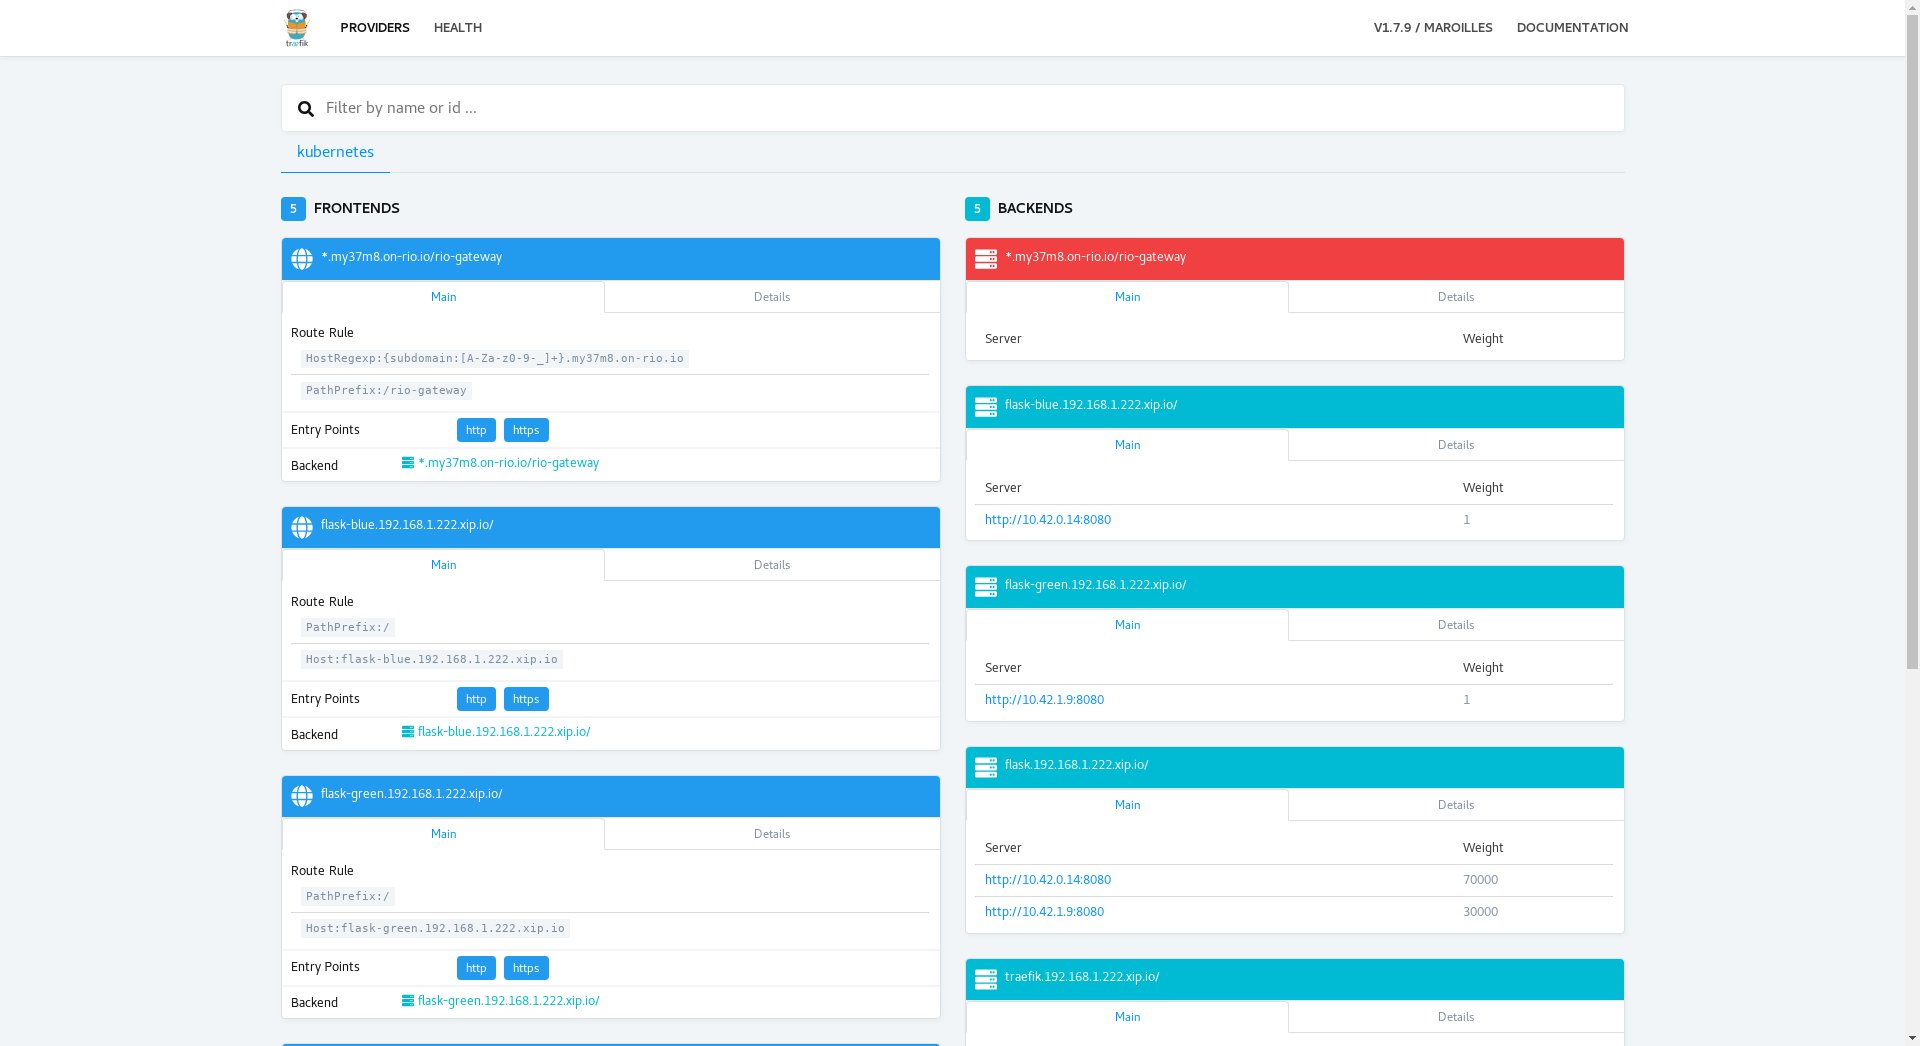 træfik
PROVIDERS
HEALTH
V1.7.9 / MAROILLES
DOCUMENTATION
Filter by name or id ...
kubernetes
5 FRONTENDS
*.my37m8.on-rio.io/rio-gateway
Main
Details
Route Rule
HostRegexp:{subdomain:[A-Za-z0-9-_]+}.my37m8.on-rio.io
PathPrefix:/rio-gateway
Entry Points http https
Backend *.my37m8.on-rio.io/rio-gateway
flask-blue.192.168.1.222.xip.io/
Main
Details
Route Rule
PathPrefix:/
Host:flask-blue.192.168.1.222.xip.io
Entry Points http https
Backend flask-blue.192.168.1.222.xip.io/
flask-green.192.168.1.222.xip.io/
Main
Details
Route Rule
PathPrefix:/
Host:flask-green.192.168.1.222.xip.io
Entry Points http https
Backend flask-green.192.168.1.222.xip.io/
5 BACKENDS
*.my37m8.on-rio.io/rio-gateway
Main
Details
Server Weight
flask-blue.192.168.1.222.xip.io/
Main
Details
Server Weight
http://10.42.0.14:8080 1
flask-green.192.168.1.222.xip.io/
Main
Details
Server Weight
http://10.42.1.9:8080 1
flask.192.168.1.222.xip.io/
Main
Details
Server Weight
http://10.42.0.14:8080 70000
http://10.42.1.9:8080 30000
traefik.192.168.1.222.xip.io/
Main
Details